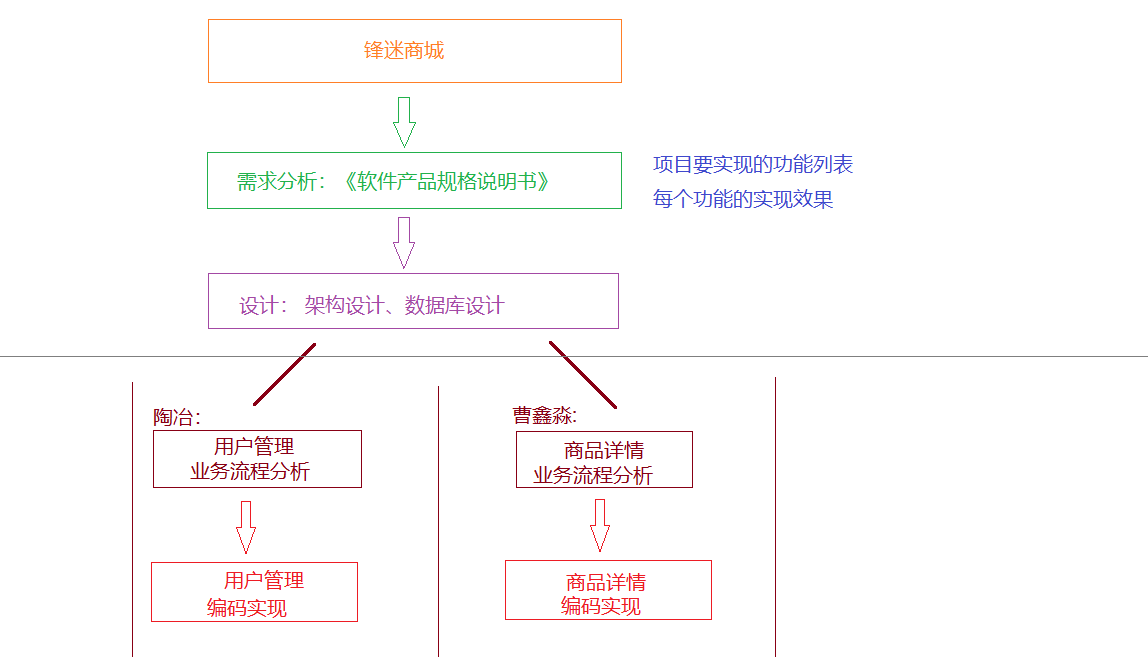 锋迷商城
需求分析：《软件产品规格说明书》
项目要实现的功能列表
每个功能的实现效果
设计： 架构设计、数据库设计
陶冶：
用户管理
业务流程分析
用户管理
编码实现
曹鑫淼:
商品详情
业务流程分析
商品详情
编码实现